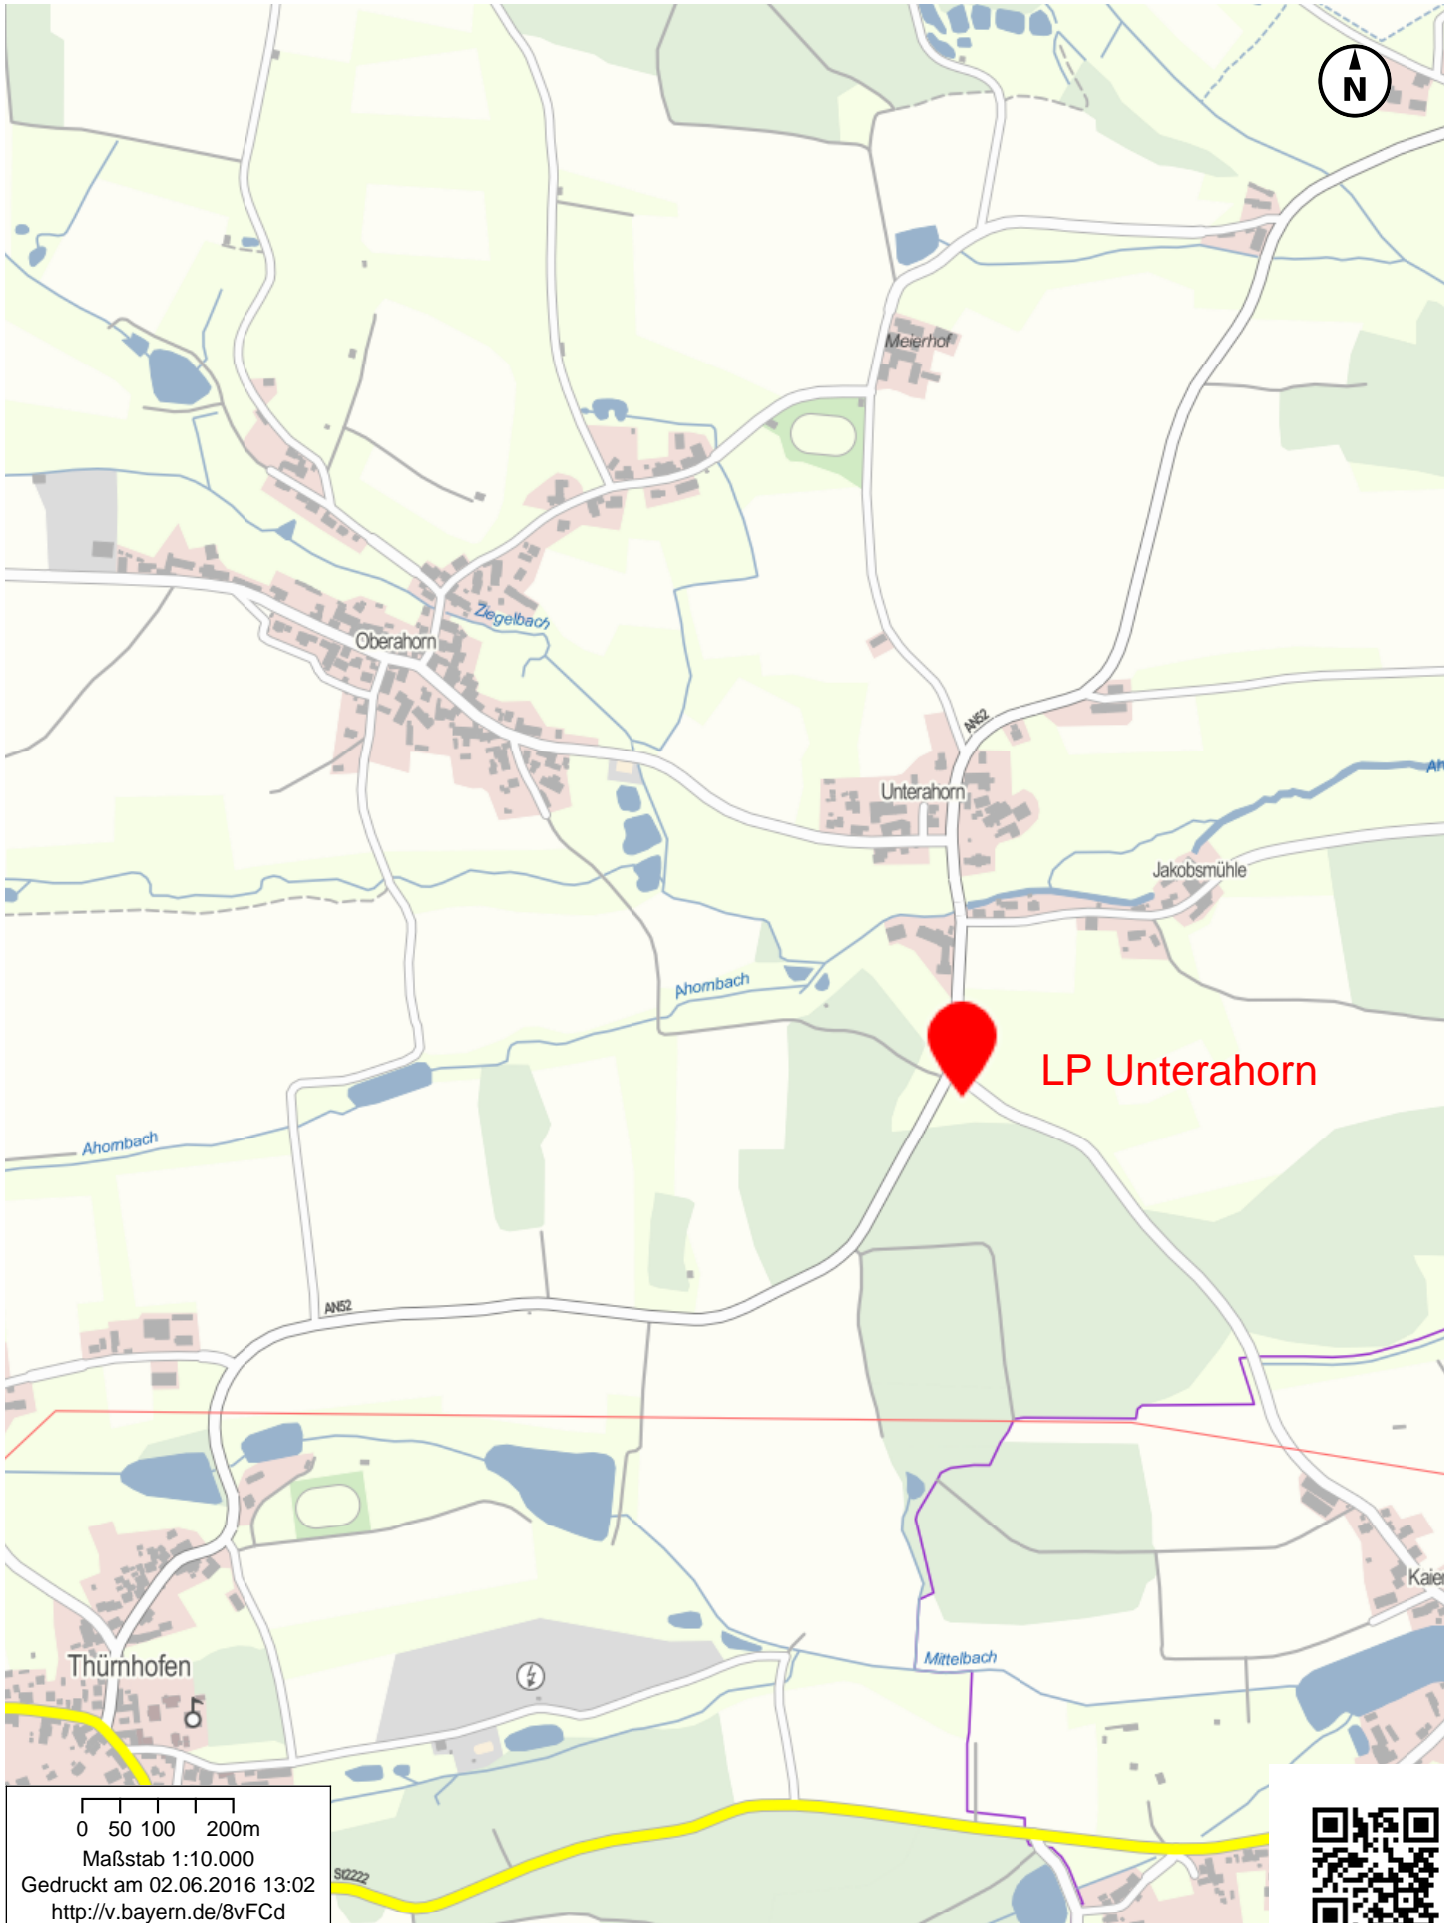 N
Meierhof
Ziegelbach
Oberahorn
AN52
Unterahorn
Jakobsmühle
Ahornbach
LP Unterahorn
Ahornbach
AN52
Kaier
Thürnhofen
Mittelbach
0 50 100 200m
Maßstab 1:10.000
Gedruckt am 02.06.2016 13:02
http://v.bayern.de/8vFCd
St2222